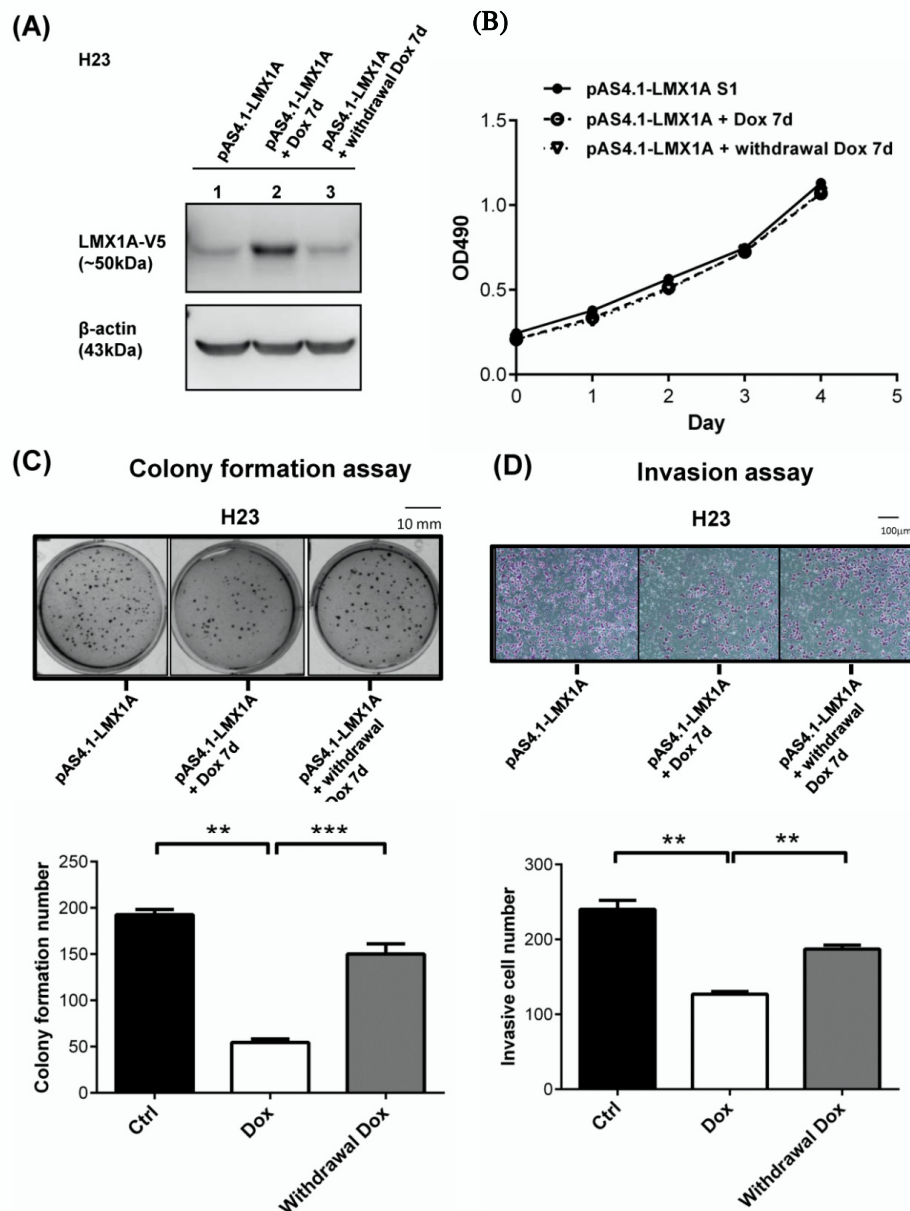 (A)
H23
pAS4.1-LMX1A
pAS4.1-LMX1A
+ Dox 7d
pAS4.1-LMX1A
+ withdrawal Dox 7d
1 2 3
LMX1A-V5
(~50kDa)
β-actin
(43kDa)
(B)
pAS4.1-LMX1A S1
pAS4.1-LMX1A + Dox 7d
pAS4.1-LMX1A + withdrawal Dox 7d
1.5
1.0
0.5
0.0
OD490
0 1 2 3 4 5
Day
(C) Colony formation assay
H23
10 mm
pAS4.1-LMX1A
pAS4.1-LMX1A
+ Dox 7d
pAS4.1-LMX1A
+ withdrawal
Dox 7d
** ***
250
200
150
100
50
0
Colony formation number
Ctrl
Dox
Withdrawal Dox
(D) Invasion assay
H23
100μm
pAS4.1-LMX1A
pAS4.1-LMX1A
+ Dox 7d
pAS4.1-LMX1A
+ withdrawal
Dox 7d
** **
300
200
100
0
Invasive cell number
Ctrl
Dox
Withdrawal Dox